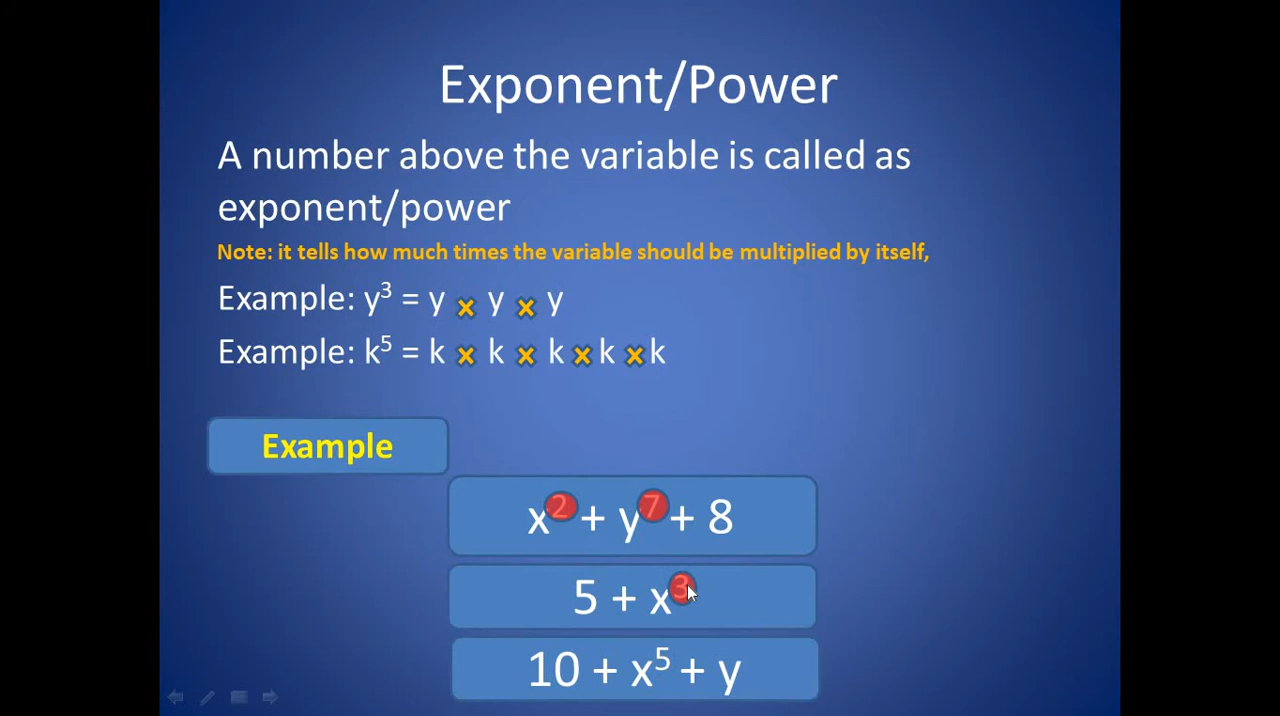 Exponent/Power
A number above the variable is called as
exponent/power
Note: it tells how much times the variable should be multiplied by itself,
Example: y³ = y × y × y
Example: k⁵ = k × k × k × k × k
Example
x² + y⁷ + 8
5 + x³
10 + x⁵ + y